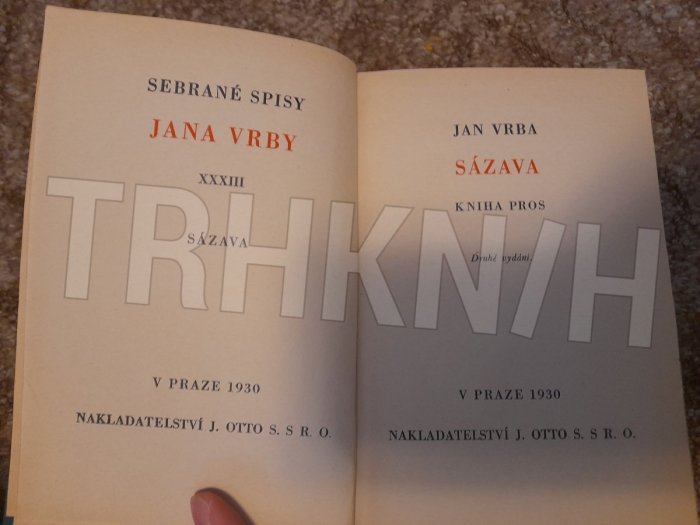 SEBRANÉ SPISY
JANA VRBY
XXXIII
SÁZAVA
V PRAZE 1930
NAKLADATELSTVÍ J. OTTO S. S R. O.
JAN VRBA
SÁZAVA
KNIHA PROS
Druhé vydání.
V PRAZE 1930
NAKLADATELSTVÍ J. OTTO S. S R. O.
TRHKN/H